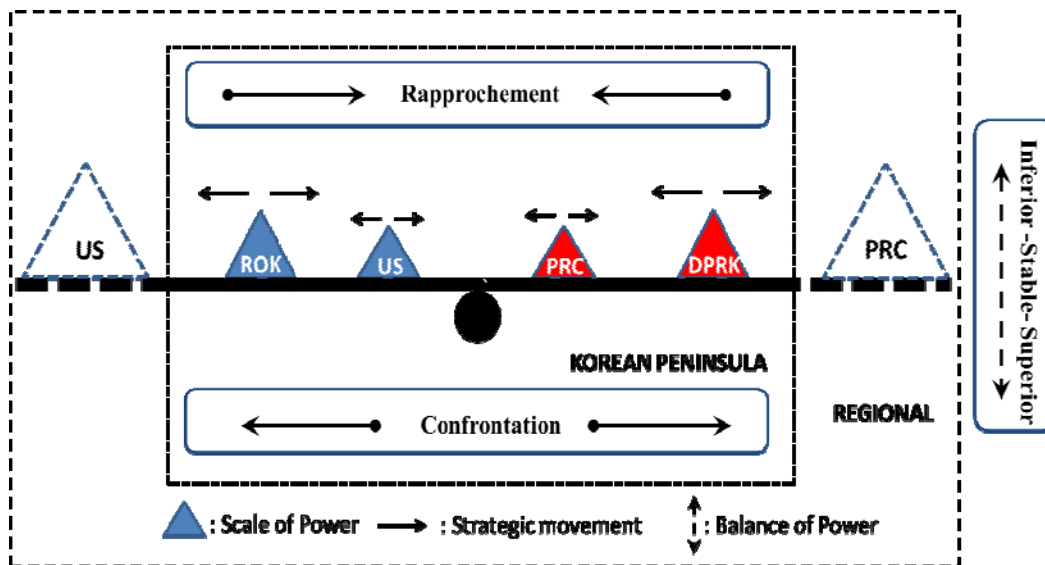 Rapprochement
US
ROK
US
PRC
DPRK
PRC
Inferior -Stable- Superior
KOREAN PENINSULA
REGIONAL
Confrontation
: Scale of Power
: Strategic movement
: Balance of Power